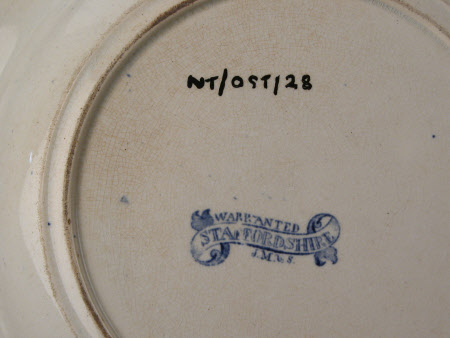 NT/OST/28
WARRANTED
STAFFORDSHIRE
J.M. & S.